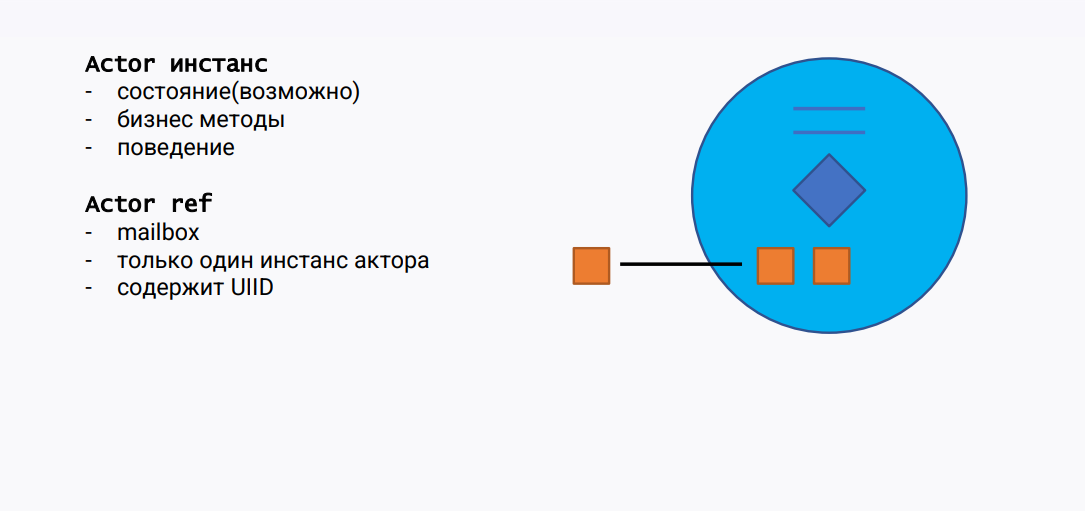 Actor инстанс
- состояние(возможно)
- бизнес методы
- поведение
Actor ref
- mailbox
- только один инстанс актора
- содержит UIID